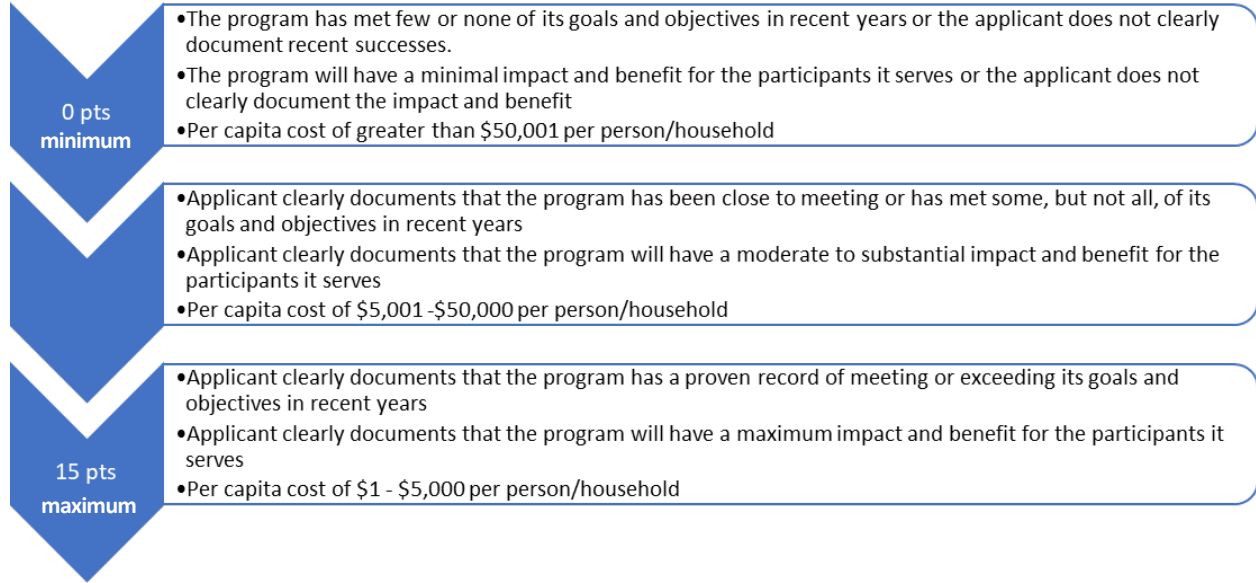 •The program has met few or none of its goals and objectives in recent years or the applicant does not clearly
document recent successes.
•The program will have a minimal impact and benefit for the participants it serves or the applicant does not
clearly document the impact and benefit
•Per capita cost of greater than $50,001 per person/household
0 pts
minimum
•Applicant clearly documents that the program has been close to meeting or has met some, but not all, of its
goals and objectives in recent years
•Applicant clearly documents that the program will have a moderate to substantial impact and benefit for the
participants it serves
•Per capita cost of $5,001 -$50,000 per person/household
•Applicant clearly documents that the program has a proven record of meeting or exceeding its goals and
objectives in recent years
•Applicant clearly documents that the program will have a maximum impact and benefit for the participants it
serves
•Per capita cost of $1 - $5,000 per person/household
15 pts
maximum